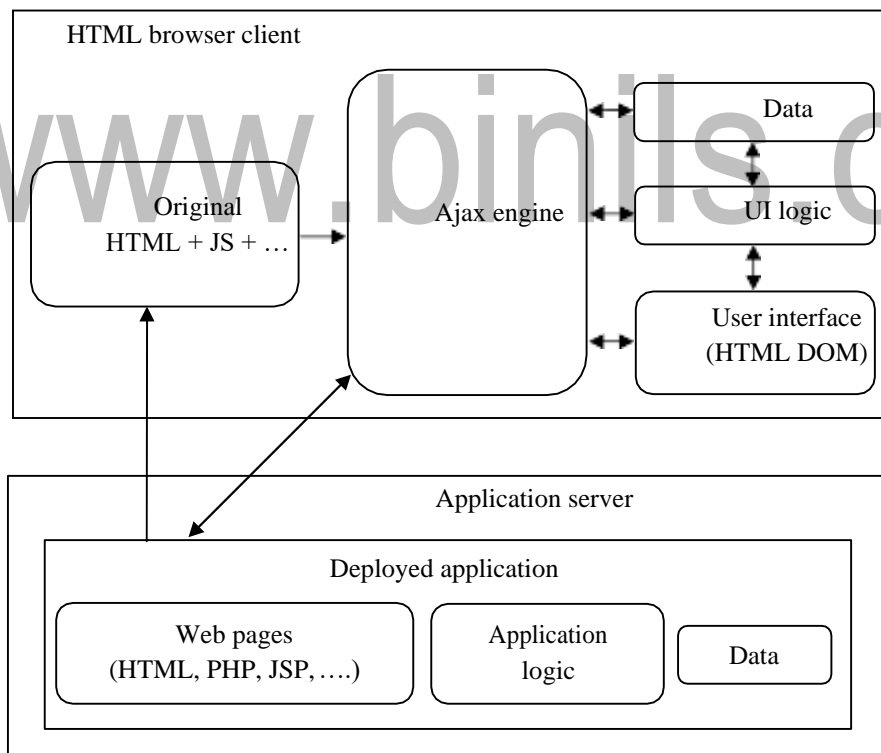 HTML browser client
www.binils.c
Data
Original
HTML + JS + …
Ajax engine
UI logic
User interface
(HTML DOM)
Application server
Deployed application
Web pages
(HTML, PHP, JSP, ….)
Application
logic
Data